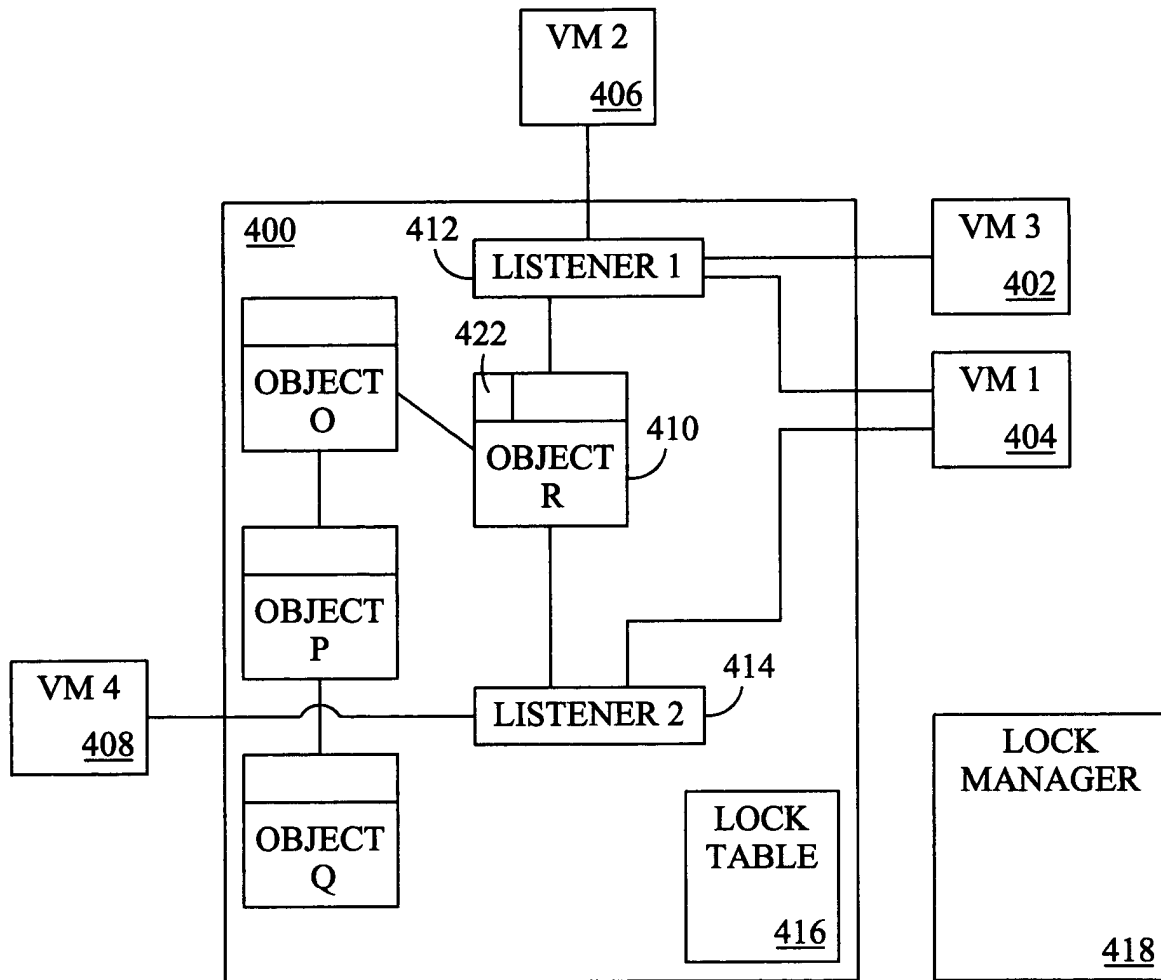 VM 2
406
400
412
LISTENER 1
VM 3
402
422
OBJECT
O
VM 1
404
410
OBJECT
R
OBJECT
P
414
VM 4
408
LISTENER 2
LOCK
MANAGER
418
OBJECT
Q
LOCK
TABLE
416